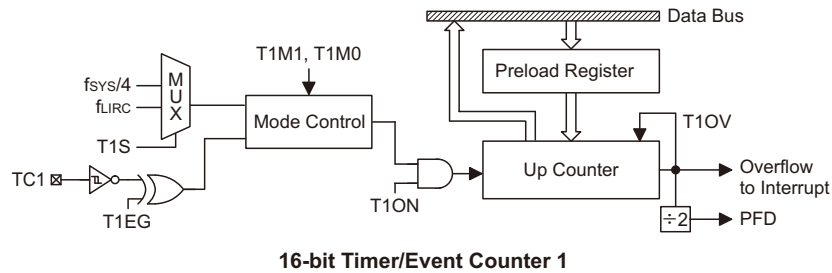 Data Bus
T1M1, T1M0
Preload Register
fSYS/4
fLIRC
MUX
Mode Control
T1S
T1OV
TC1
T1EG
T1ON
Up Counter
Overflow
to Interrupt
÷2
PFD
16-bit Timer/Event Counter 1